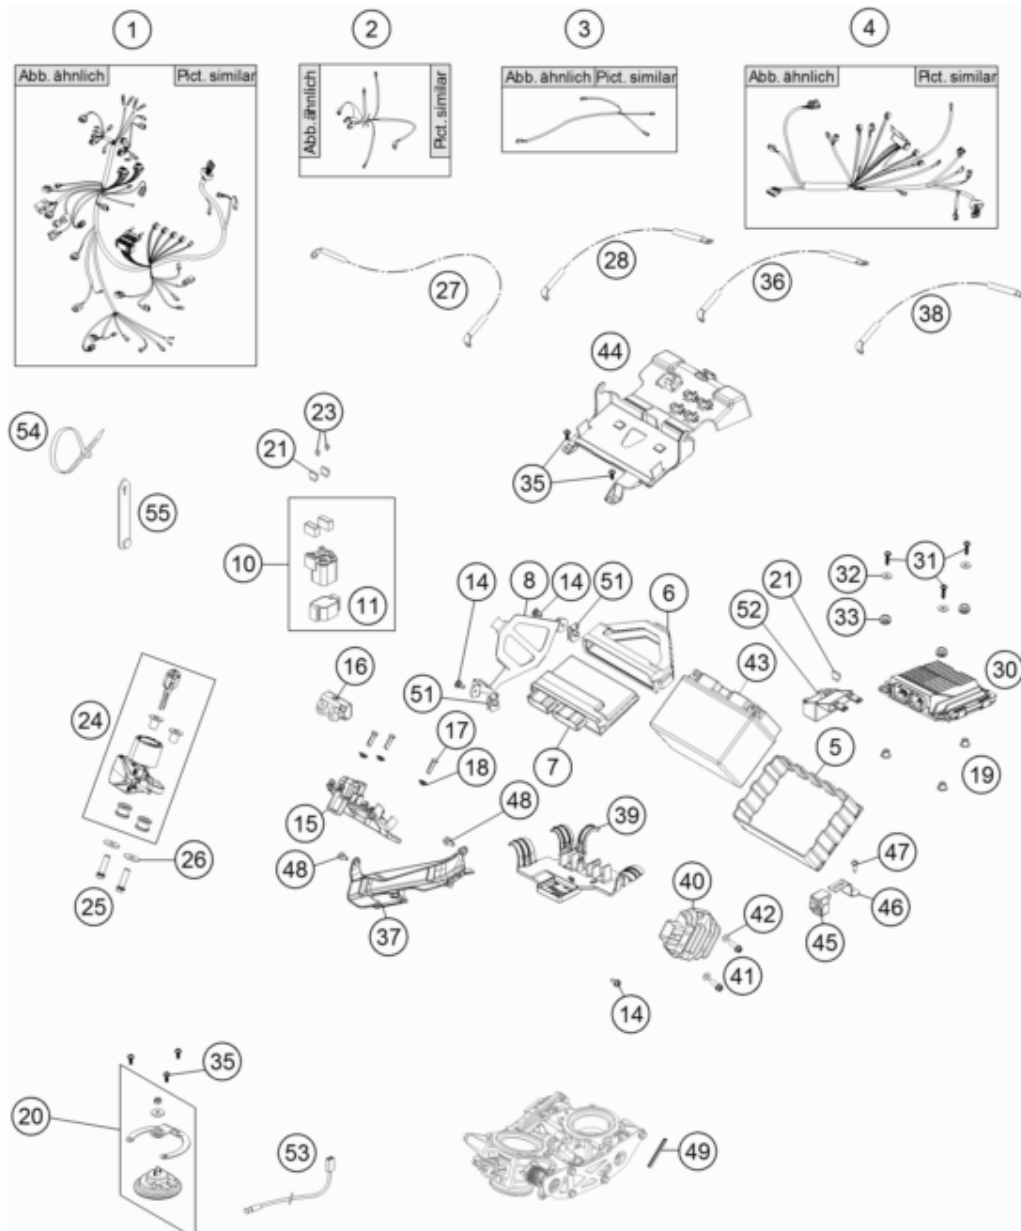 1 2 3 4
Abb. ähnlich Pict. similar
Abb. ähnlich Pict. similar
Abb. ähnlich Pict. similar
Abb. ähnlich Pict. similar
27 28 36 38
44
54 23
21
35
55
10 11
14 8 14 51 6
32 31
21
52 33
16 43 30
24 14 51
17 7 5 19
18
15 48 39
26 48 47
25 37 40 42 46
45
41
14
35
20
53 49